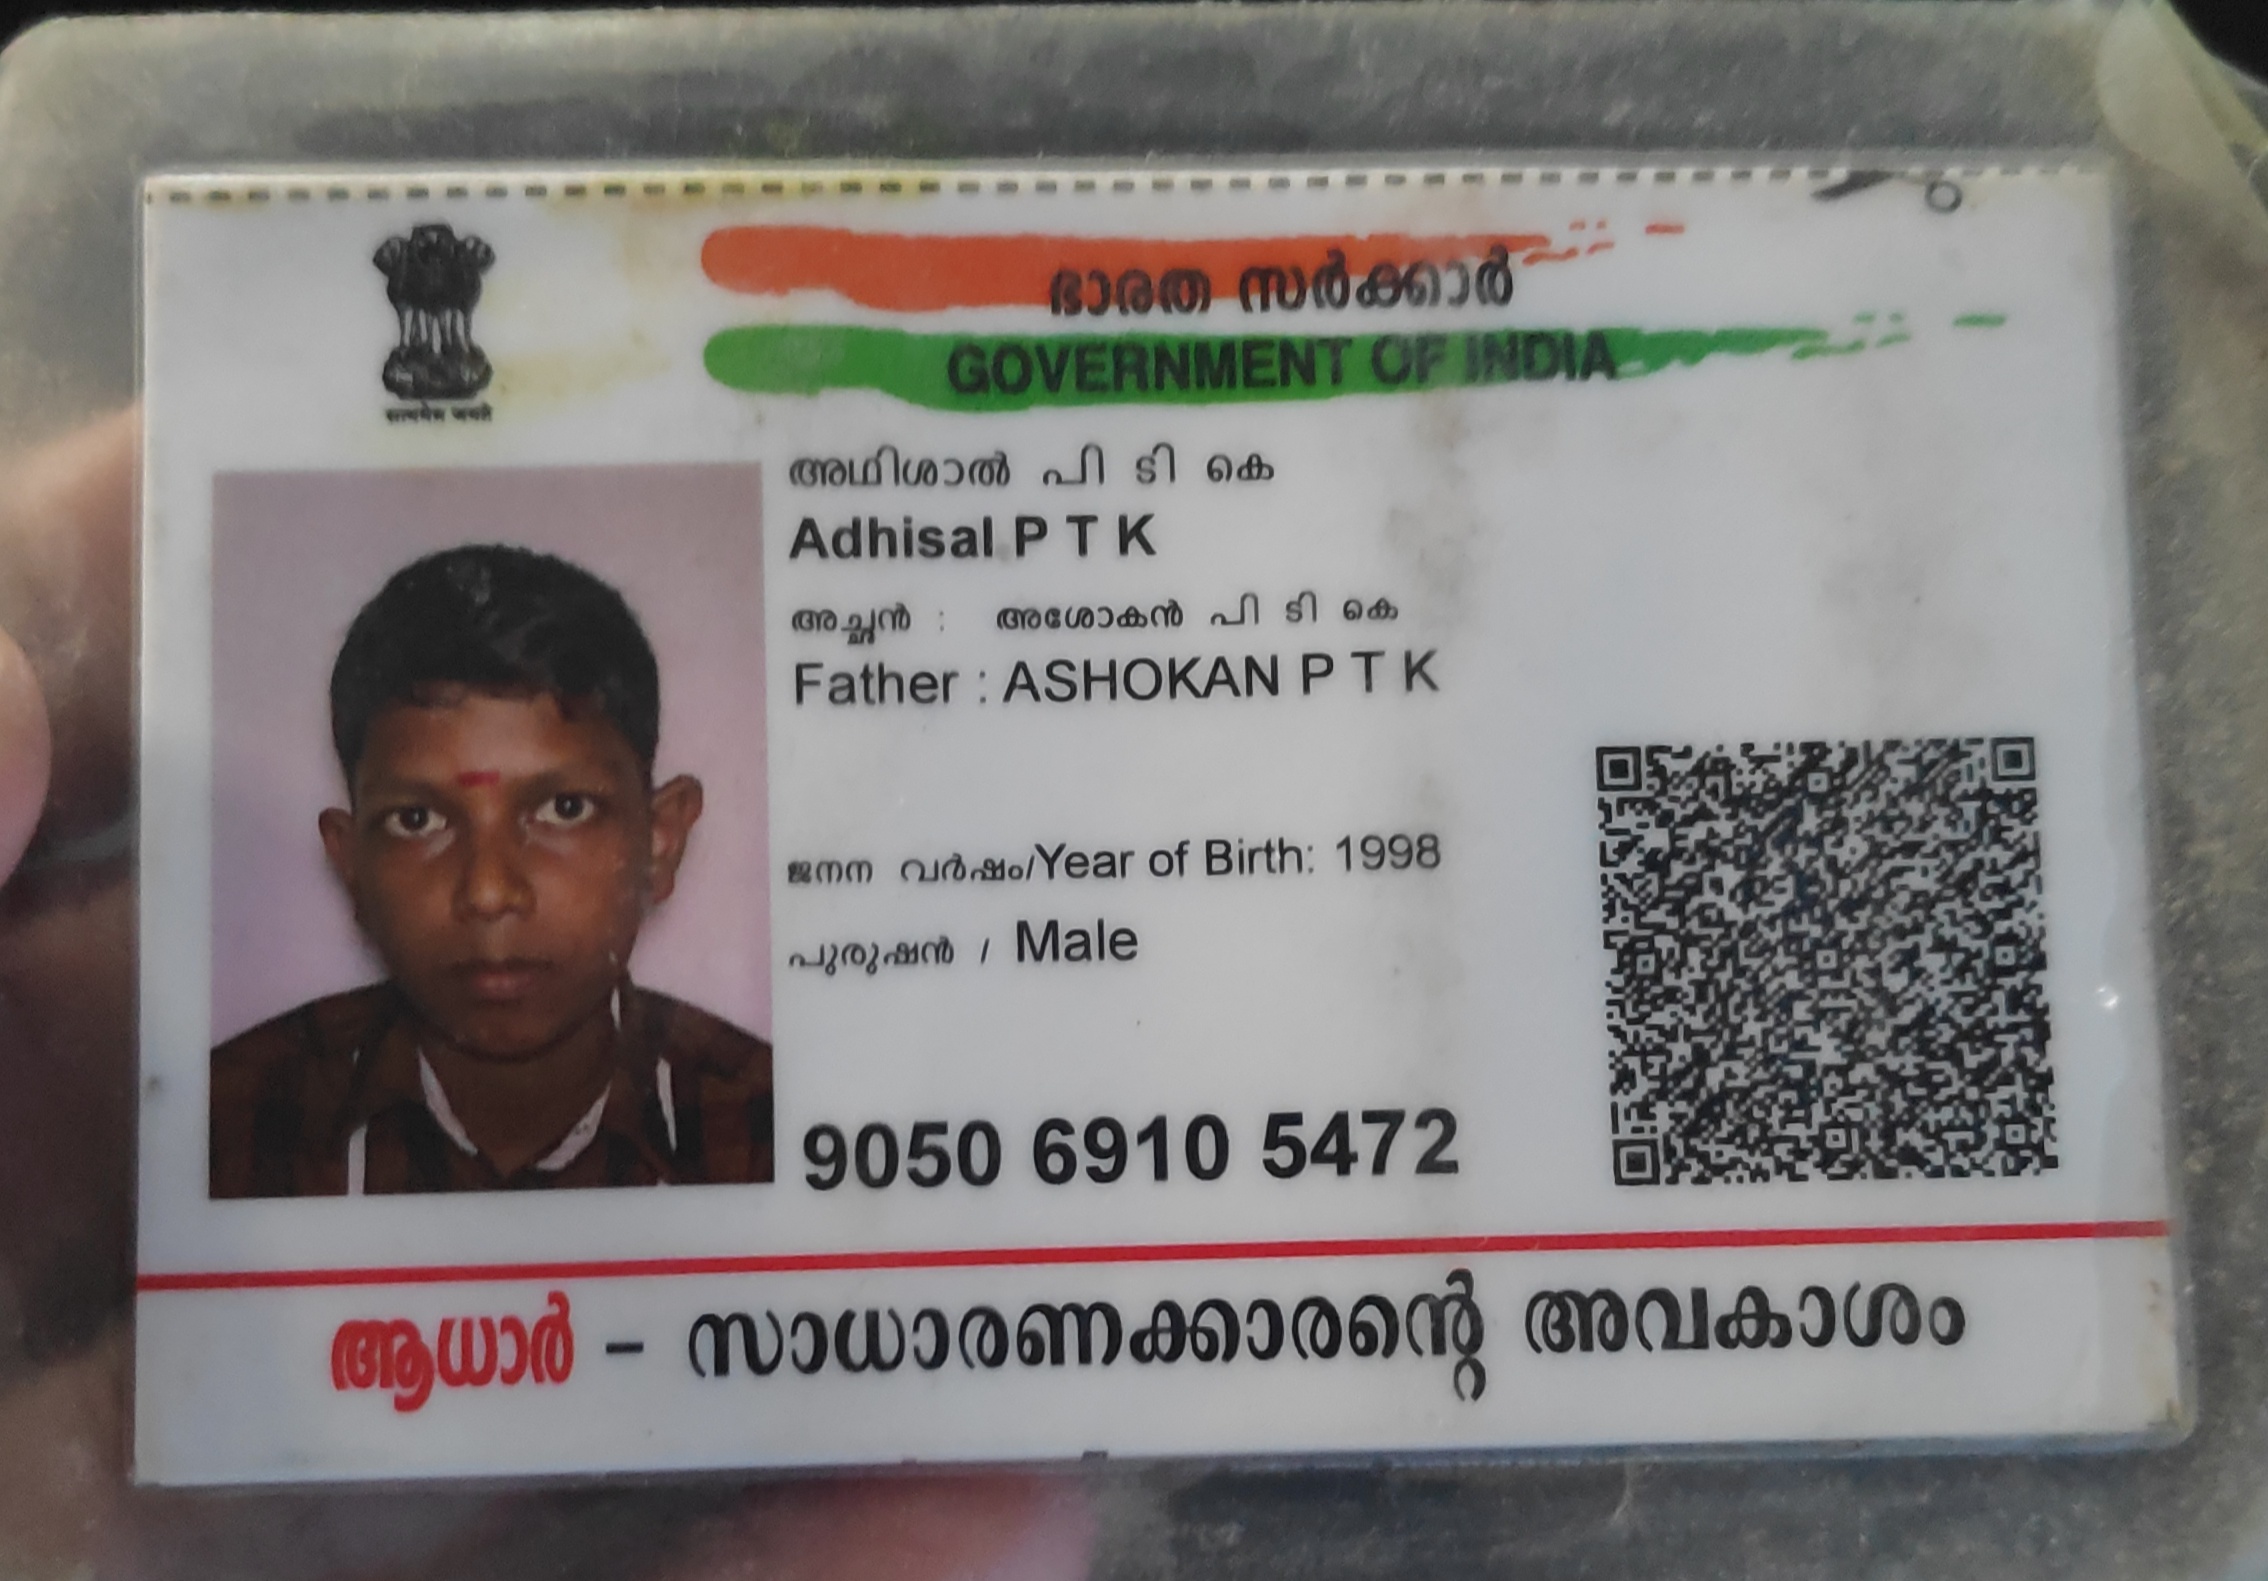 सत्यमेव जयते
ഭാരത സർക്കാർ
GOVERNMENT OF INDIA
അഥിശാൽ പി ടി കെ
Adhisal P T K
അച്ഛൻ : അശോകൻ പി ടി കെ
Father : ASHOKAN P T K
ജനന വർഷം/Year of Birth: 1998
പുരുഷൻ / Male
9050 6910 5472
ആധാർ – സാധാരണക്കാരന്റെ അവകാശം